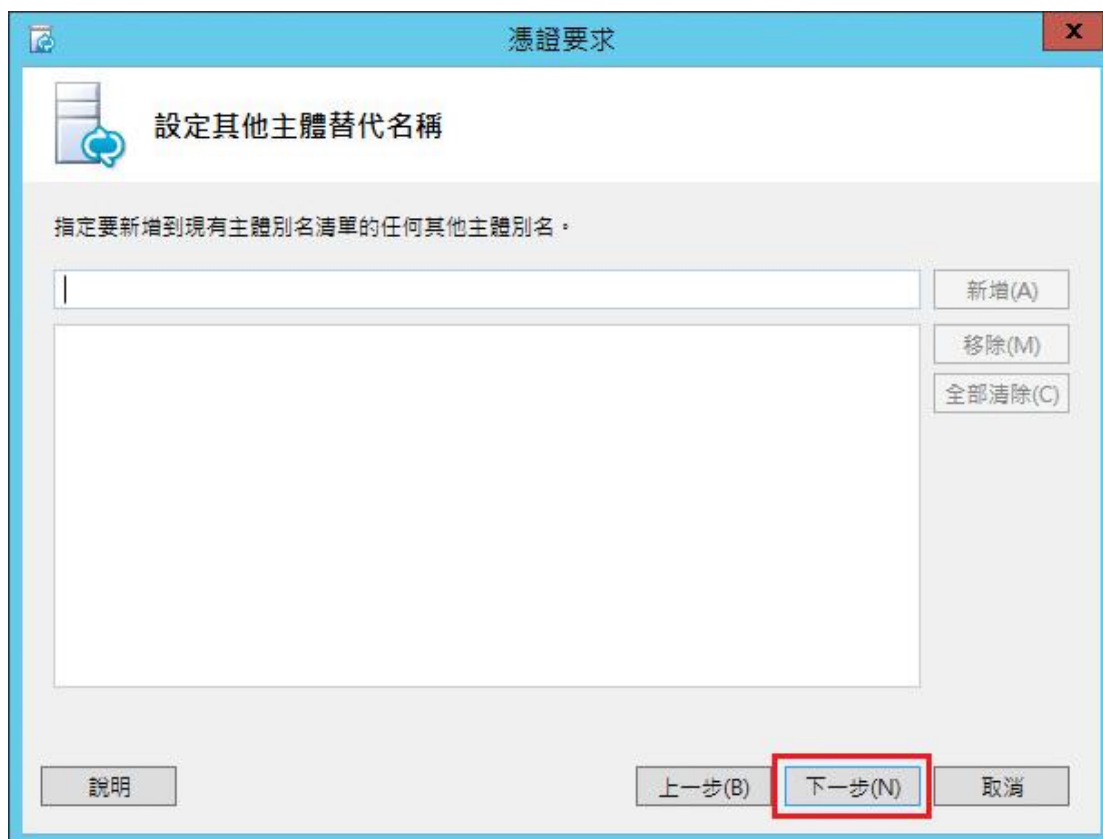 憑證要求
x
設定其他主體替代名稱
指定要新增到現有主體別名清單的任何其他主體別名。
新增(A)
移除(M)
全部清除(C)
說明
上一步(B)
下一步(N)
取消